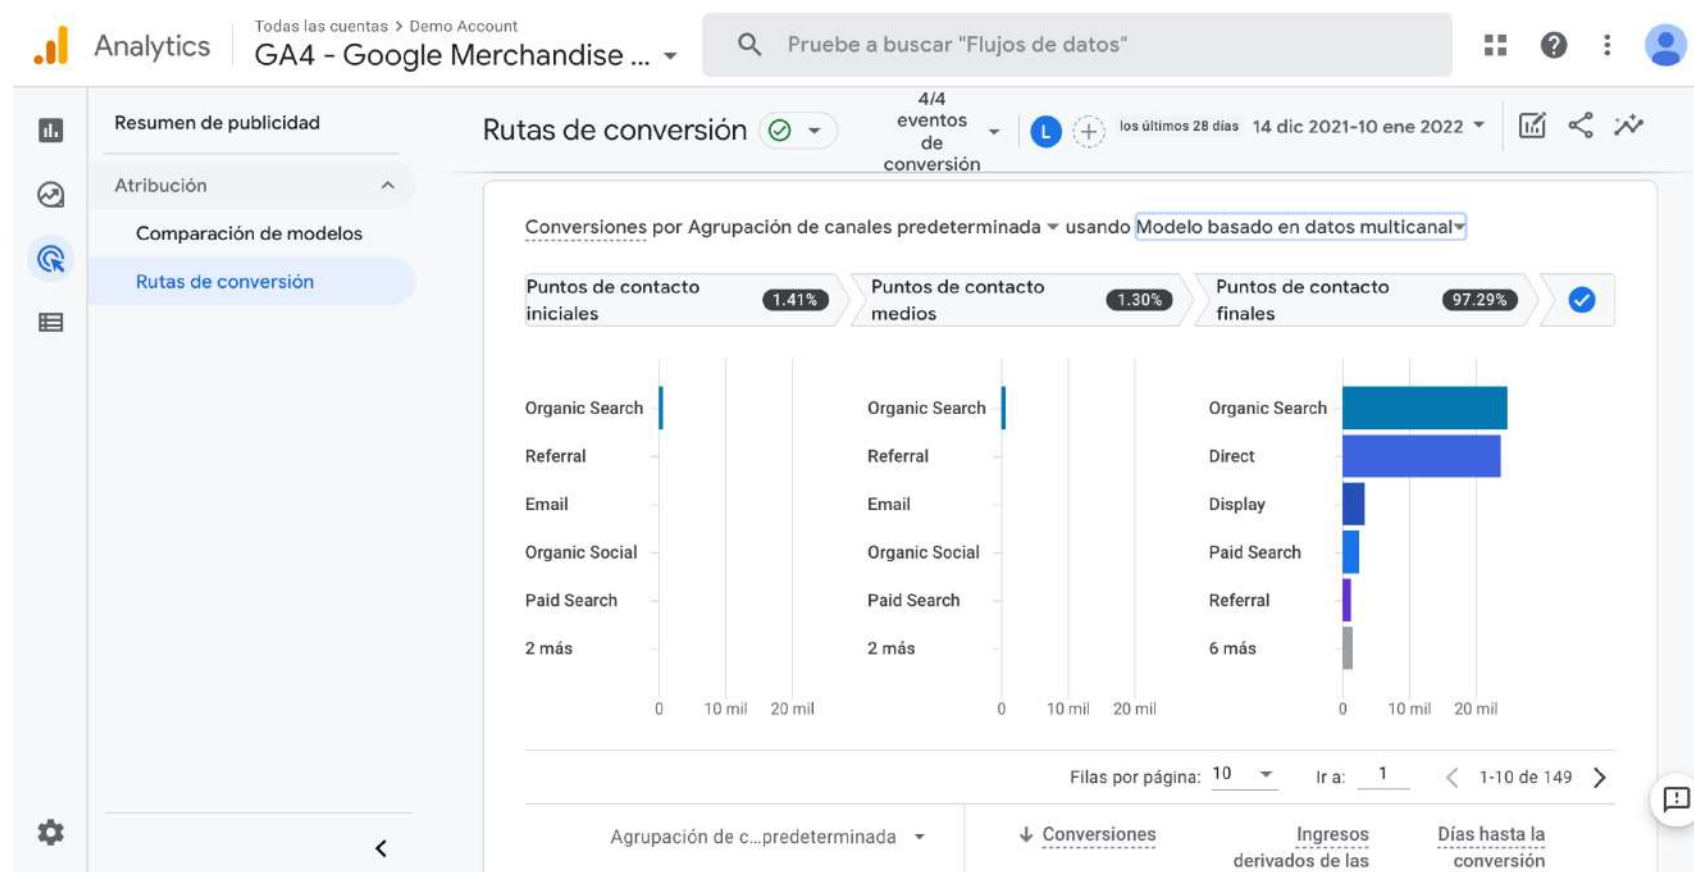 Todas las cuentas > Demo Account
Analytics
GA4 - Google Merchandise ...
Pruebe a buscar "Flujos de datos"
Resumen de publicidad
Atribución
Comparación de modelos
Rutas de conversión
Rutas de conversión
4/4
eventos
de
conversión
L
los últimos 28 días 14 dic 2021-10 ene 2022
Conversiones por Agrupación de canales predeterminada usando Modelo basado en datos multicanal
Puntos de contacto
iniciales
1.41%
Puntos de contacto
medios
1.30%
Puntos de contacto
finales
97.29%
Organic Search
Referral
Email
Organic Social
Paid Search
2 más
0 10 mil 20 mil
Organic Search
Referral
Email
Organic Social
Paid Search
2 más
0 10 mil 20 mil
Organic Search
Direct
Display
Paid Search
Referral
6 más
0 10 mil 20 mil
Filas por página: 10 Ir a: 1 < 1-10 de 149 >
Agrupación de c...predeterminada
Conversiones
Ingresos
derivados de las
Días hasta la
conversión